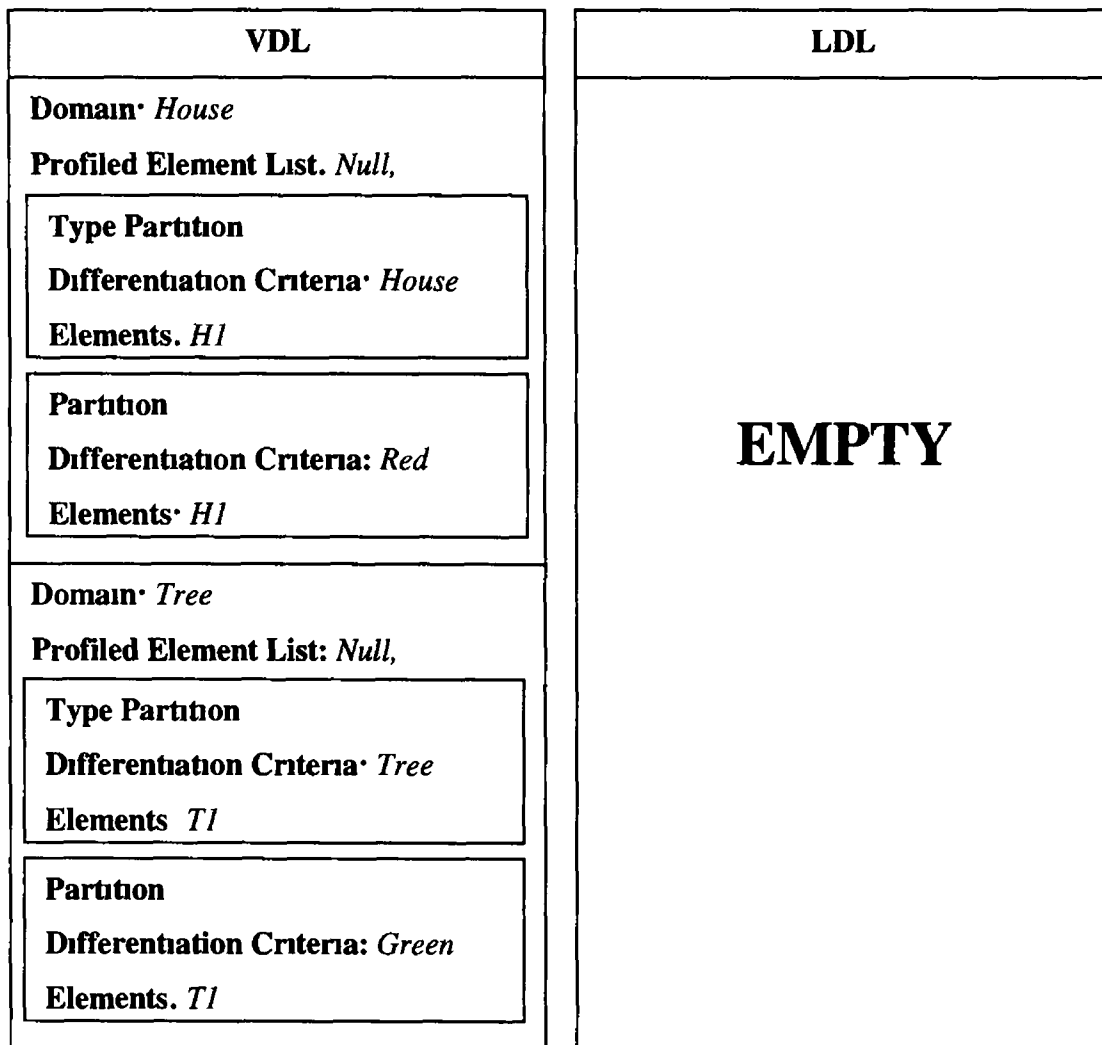 VDL
Domain· House
Profiled Element List. Null,
Type Partition
Differentiation Criteria· House
Elements. H1
Partition
Differentiation Criteria: Red
Elements· H1
Domain· Tree
Profiled Element List: Null,
Type Partition
Differentiation Criteria· Tree
Elements T1
Partition
Differentiation Criteria: Green
Elements. T1
LDL
EMPTY